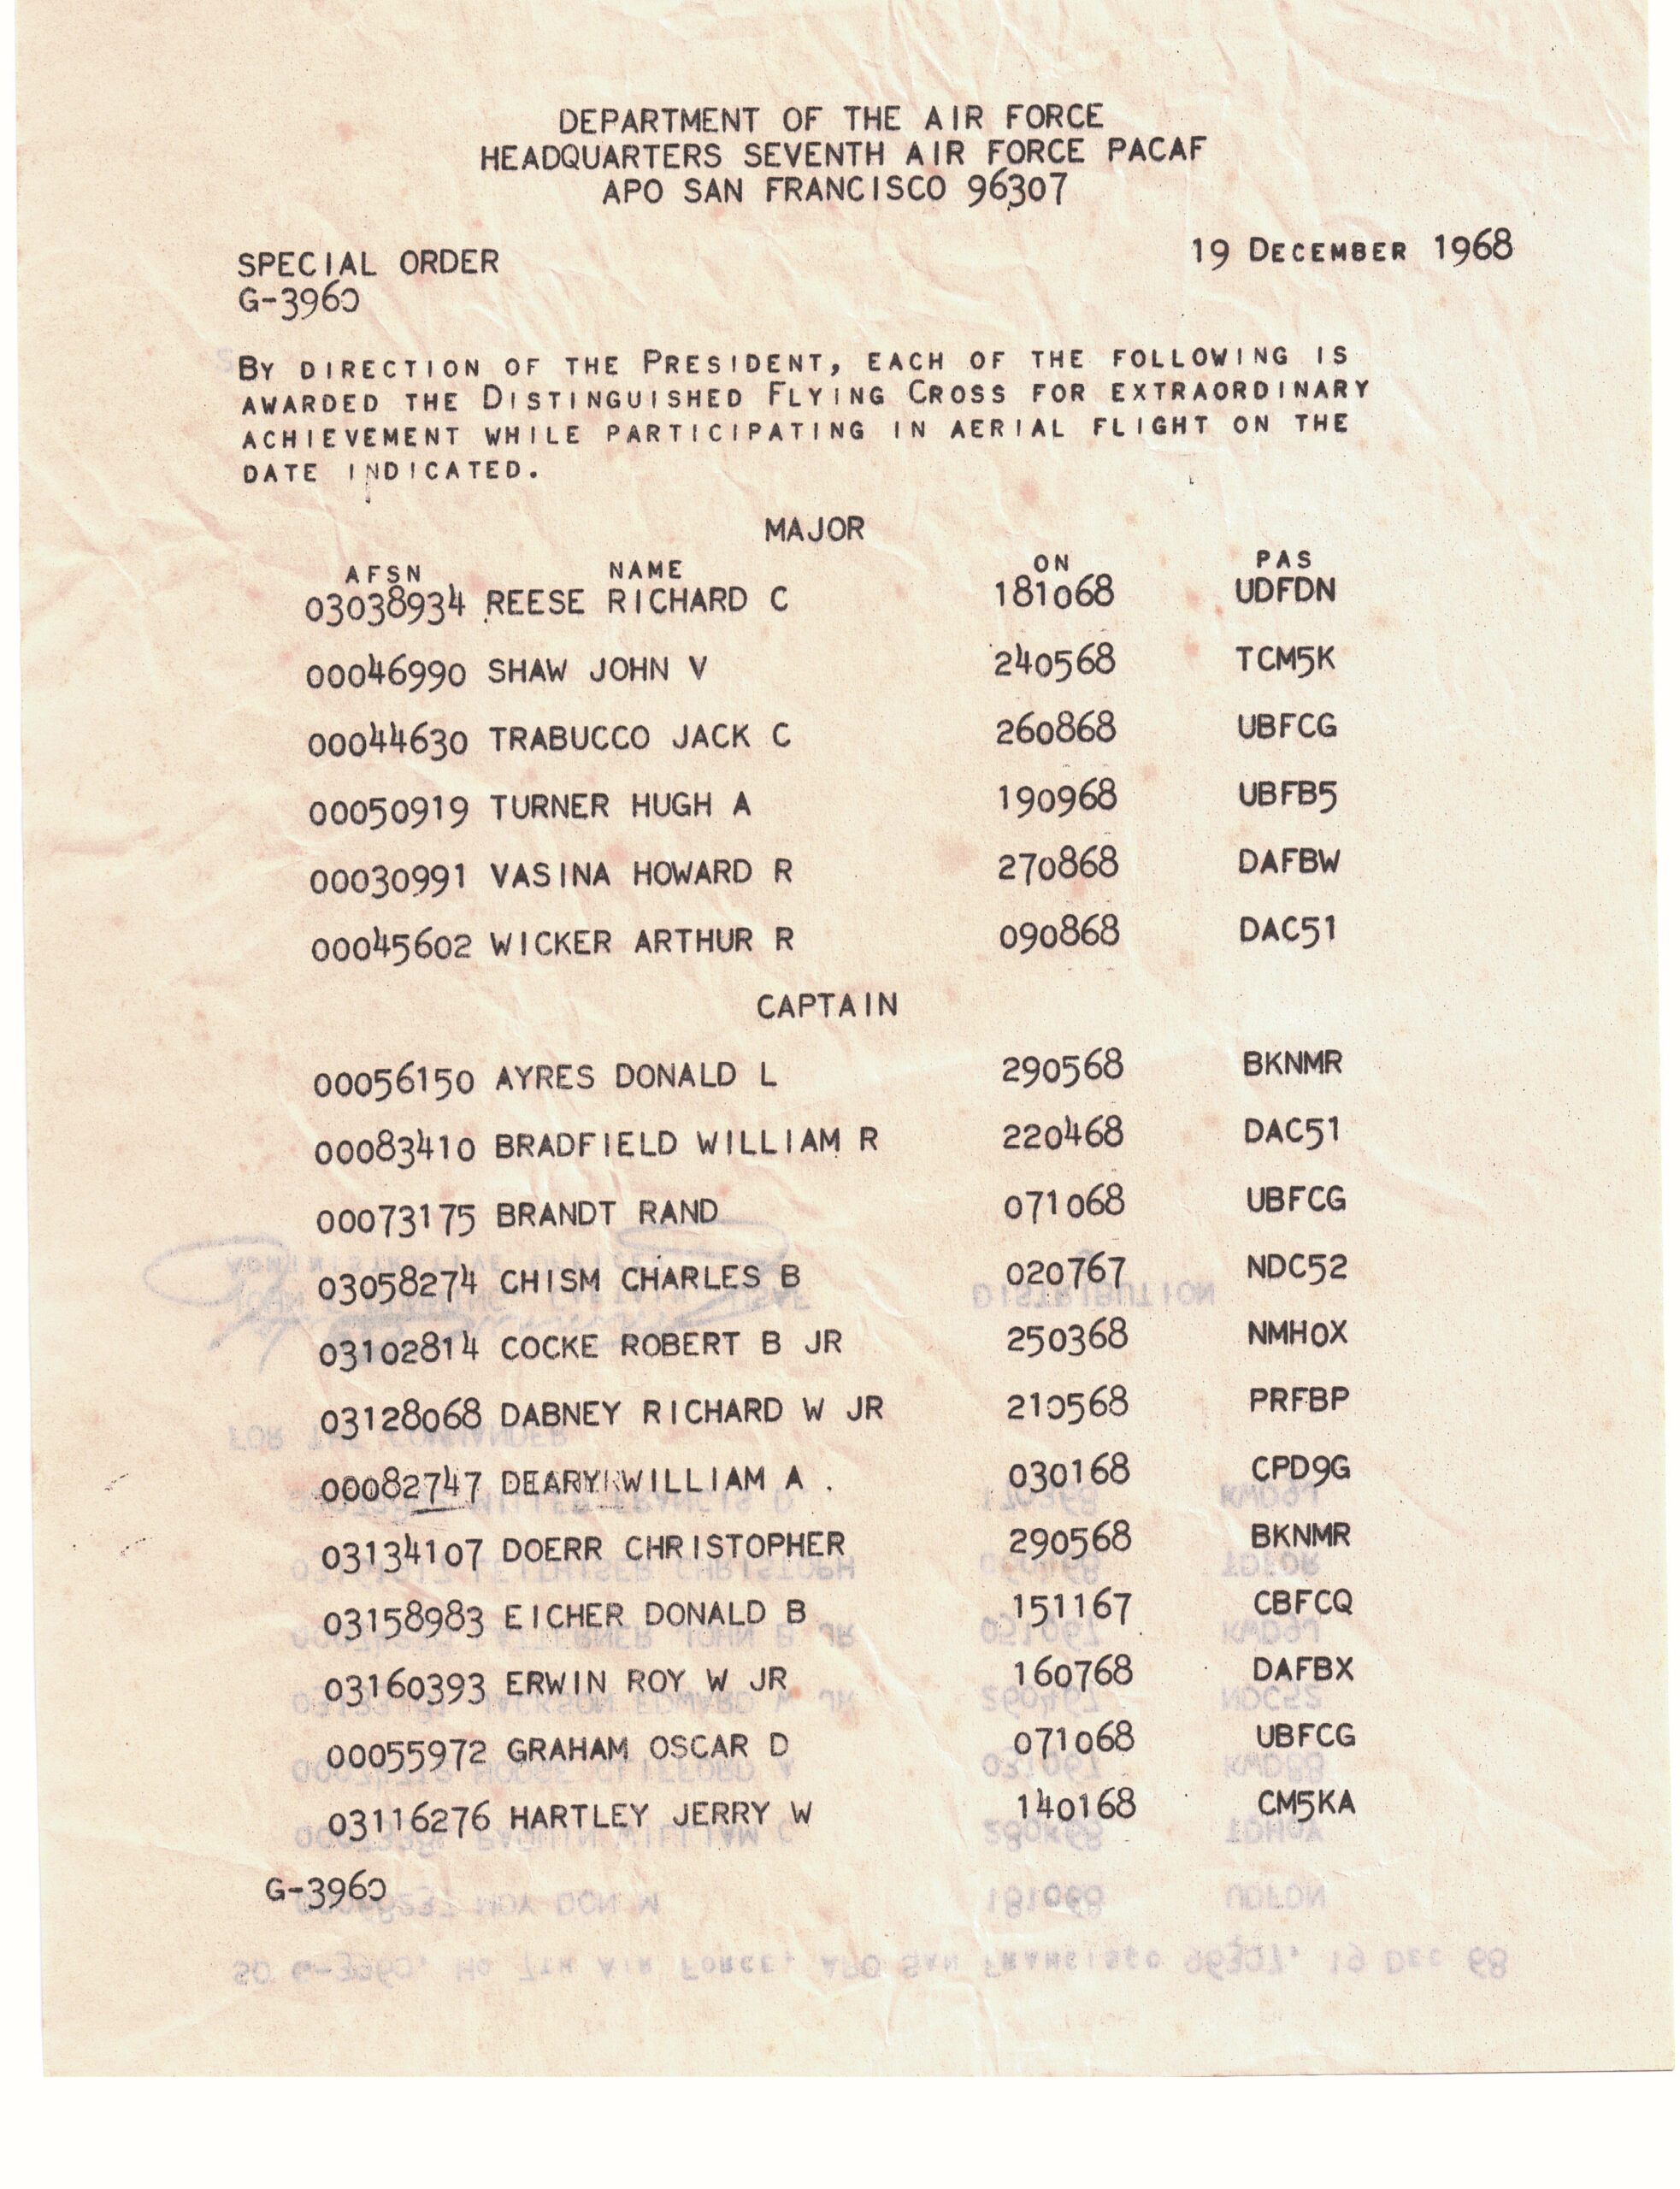 DEPARTMENT OF THE AIR FORCE
HEADQUARTERS SEVENTH AIR FORCE PACAF
APO SAN FRANCISCO 96307
SPECIAL ORDER 19 DECEMBER 1968
G-3960
BY DIRECTION OF THE PRESIDENT, EACH OF THE FOLLOWING IS
AWARDED THE DISTINGUISHED FLYING CROSS FOR EXTRAORDINARY
ACHIEVEMENT WHILE PARTICIPATING IN AERIAL FLIGHT ON THE
DATE INDICATED.
MAJOR
AFSN NAME ON PAS
03038934 REESE RICHARD C 181068 UDFDN
00046990 SHAW JOHN V 240568 TCM5K
00044630 TRABUCCO JACK C 260868 UBFCG
00050919 TURNER HUGH A 190968 UBFB5
00030991 VASINA HOWARD R 270868 DAFBW
00045602 WICKER ARTHUR R 090868 DAC51
CAPTAIN
00056150 AYRES DONALD L 290568 BKNMR
00083410 BRADFIELD WILLIAM R 220468 DAC51
00073175 BRANDT RAND 071068 UBFCG
03058274 CHISM CHARLES B 020767 NDC52
03102814 COCKE ROBERT B JR 250368 NMH0X
03128068 DABNEY RICHARD W JR 210568 PRFBP
00082747 DEARY WILLIAM A . 030168 CPD9G
03134107 DOERR CHRISTOPHER 290568 BKNMR
03158983 EICHER DONALD B 151167 CBFCQ
03160393 ERWIN ROY W JR 160768 DAFBX
00055972 GRAHAM OSCAR D 071068 UBFCG
03116276 HARTLEY JERRY W 140168 CM5KA
G-3960